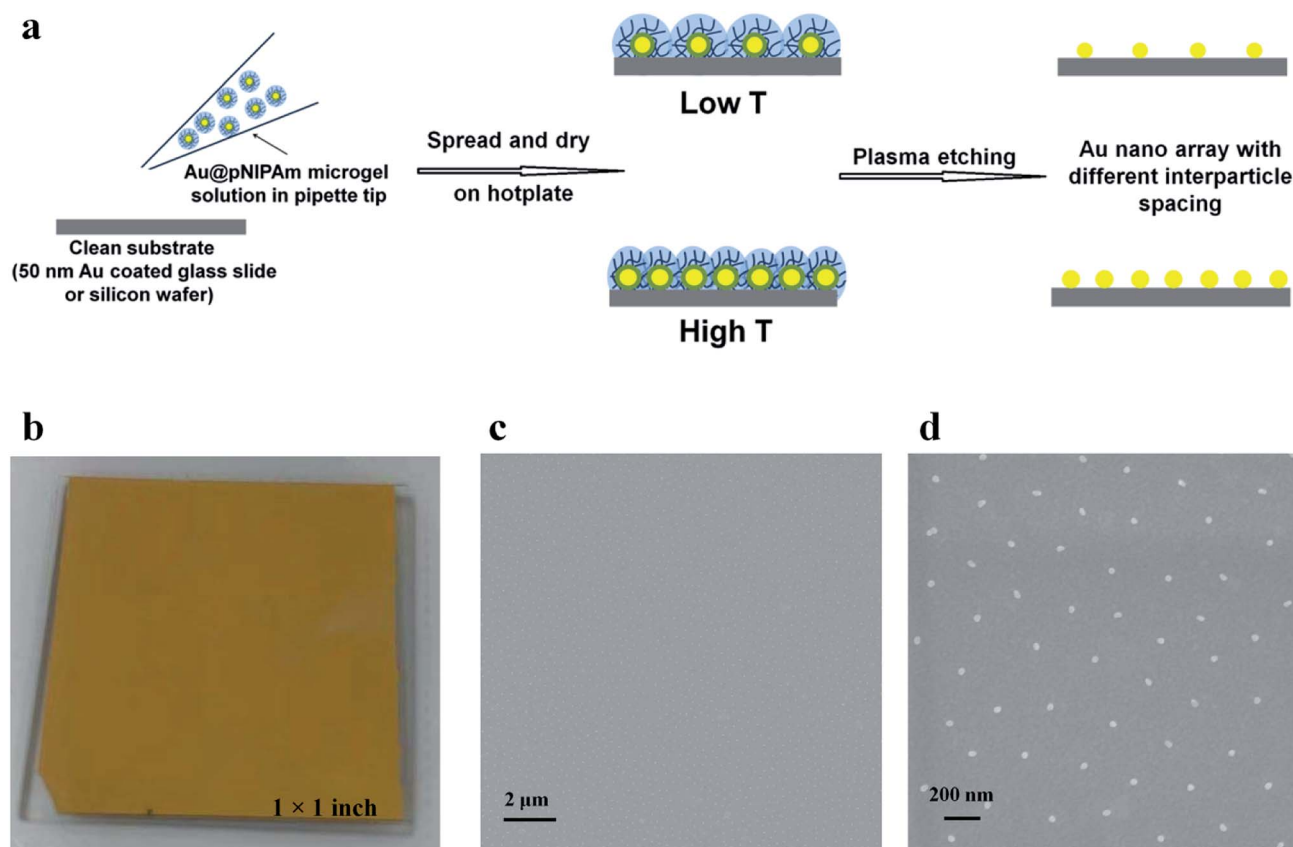 a
Au@pNIPAm microgel
solution in pipette tip
Clean substrate
(50 nm Au coated glass slide
or silicon wafer)
Spread and dry
on hotplate
Low T
High T
Plasma etching
Au nano array with
different interparticle
spacing
b
1 × 1 inch
c
2 μm
d
200 nm